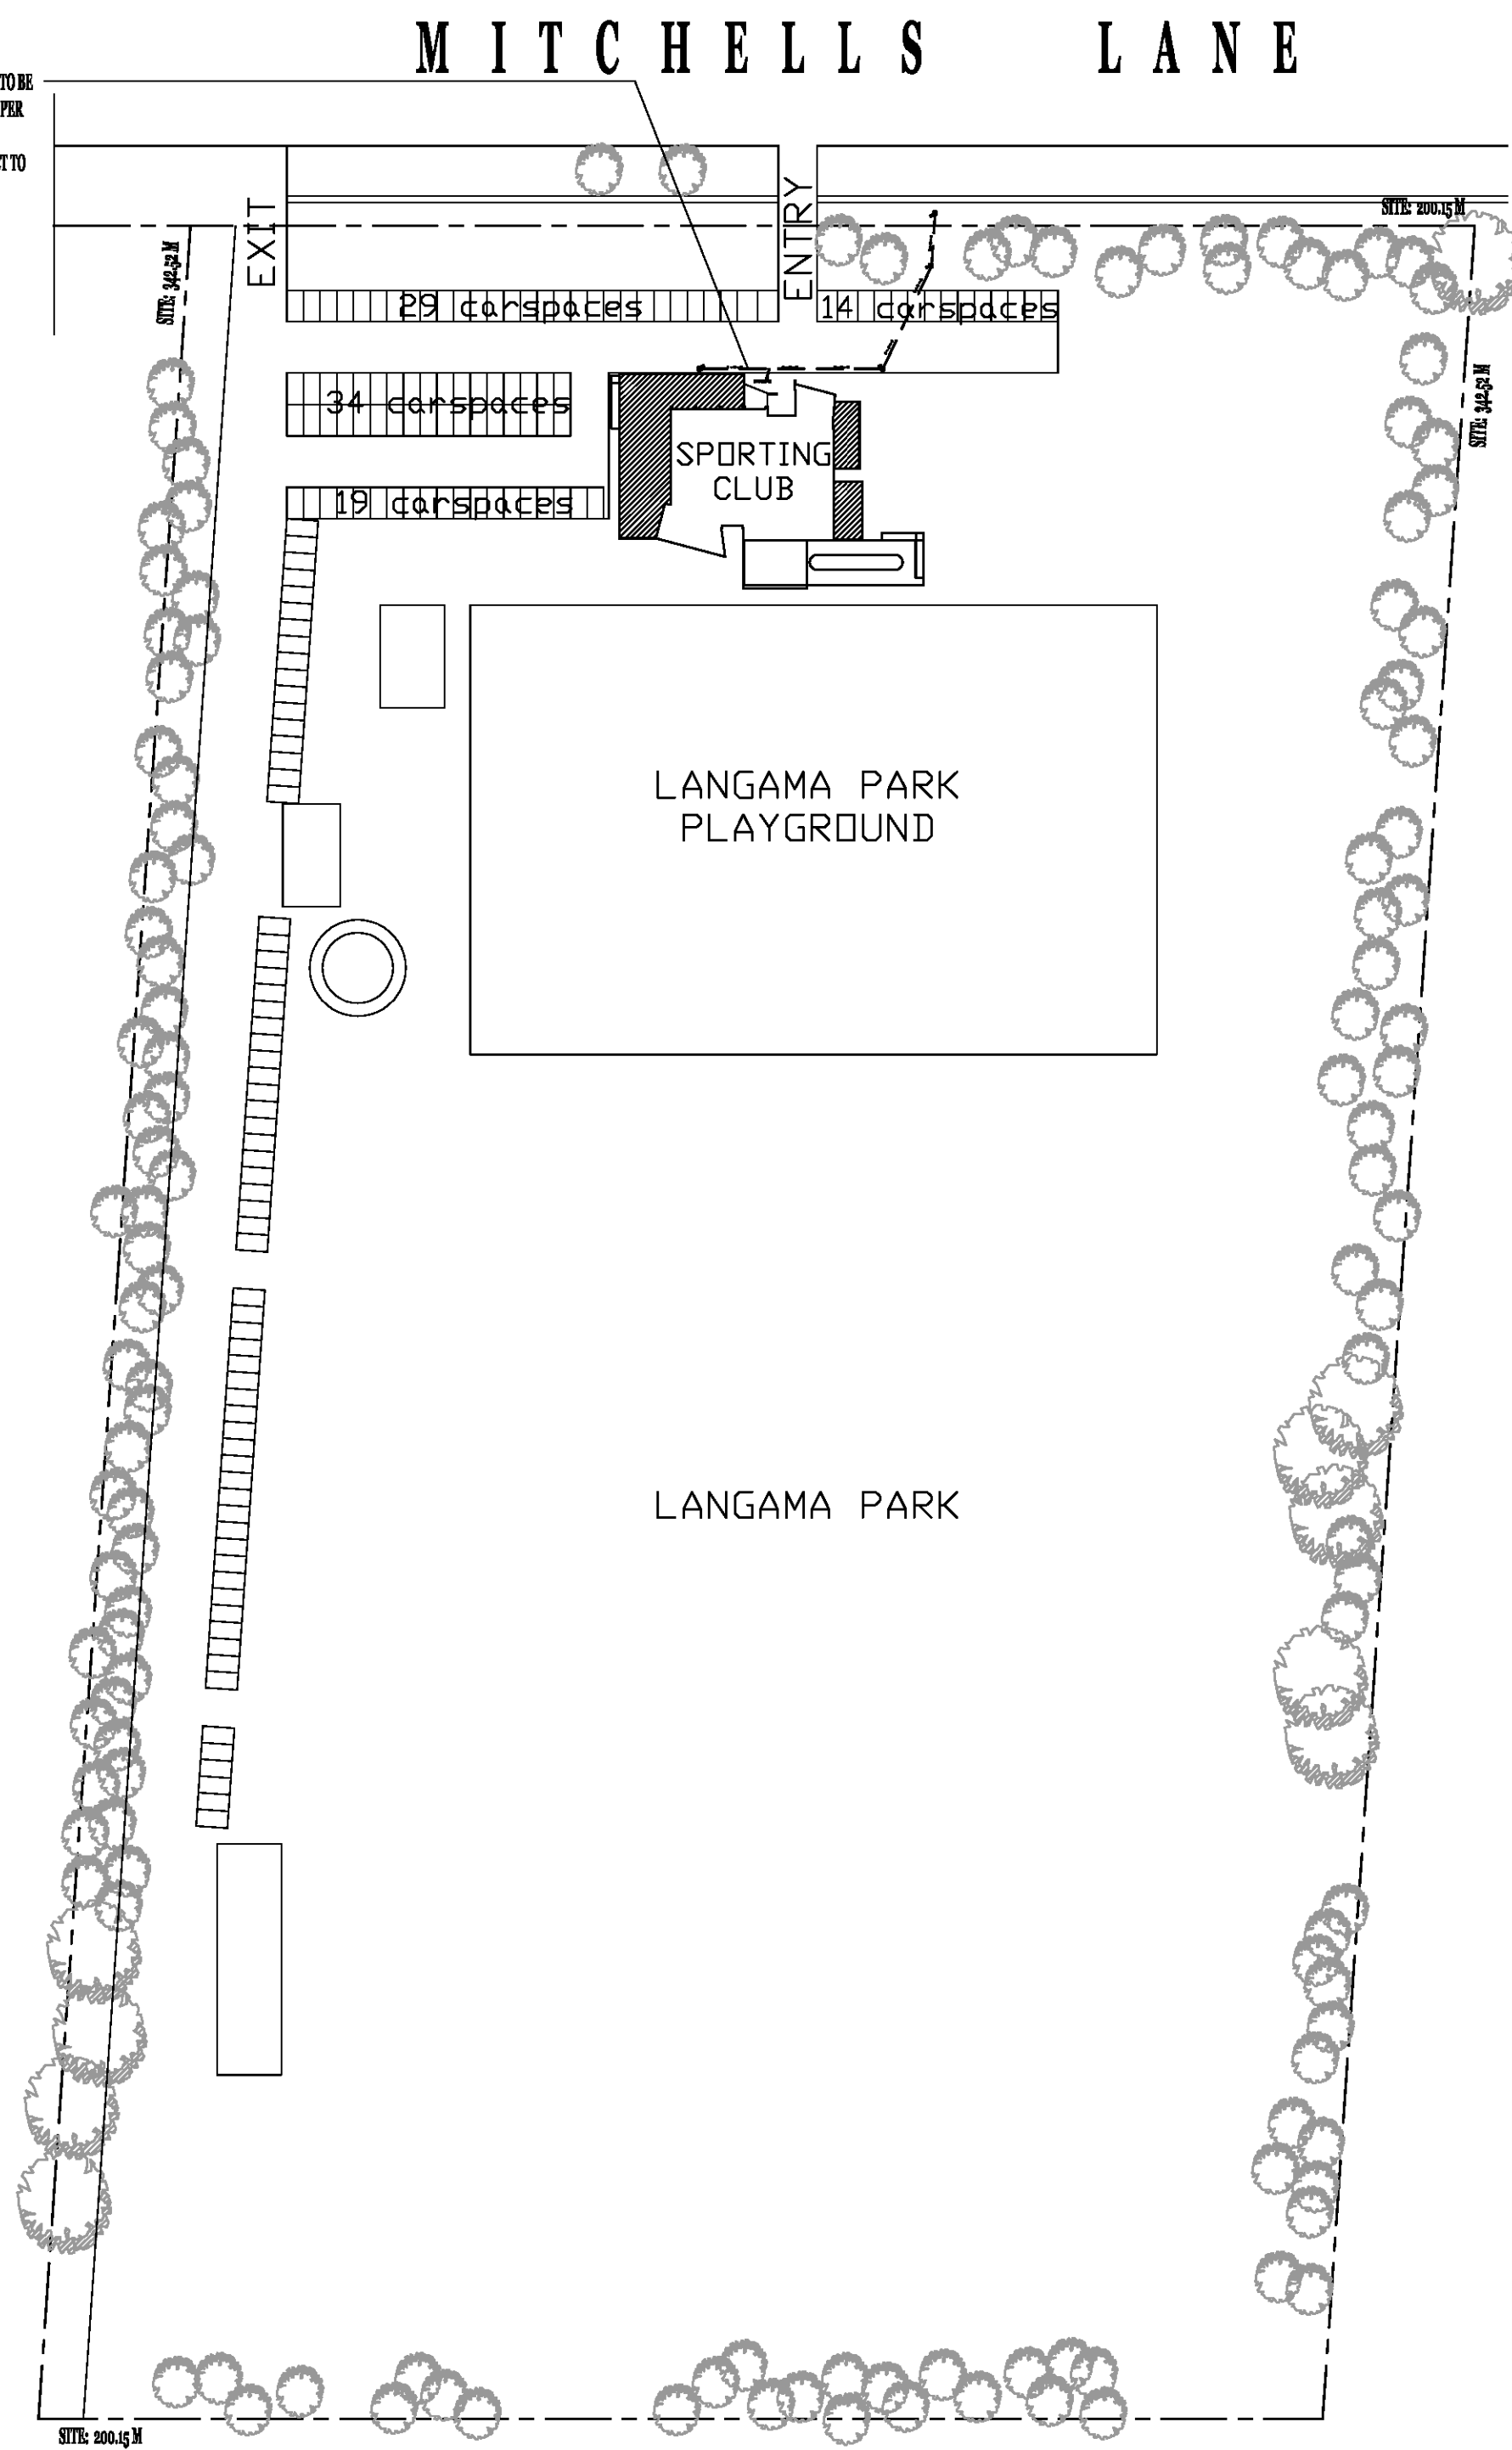 MITCHELLS LANE
TO BE
PER
T TO
EXIT
ENTRY
SITE: 200.15 M
SITE: 342.52 M
29 carspaces
14 carspaces
SITE: 342.52 M
34 carspaces
SPORTING
CLUB
19 carspaces
LANGAMA PARK
PLAYGROUND
LANGAMA PARK
SITE: 200.15 M